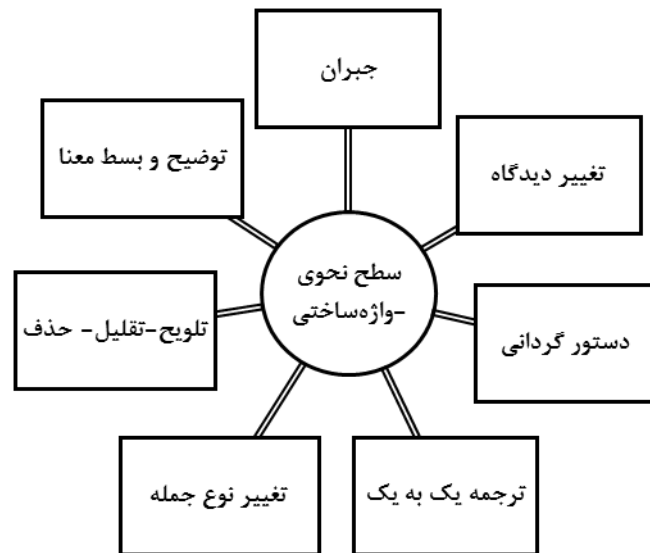 جبران
توضیح و بسط معنا
تغییر دیدگاه
سطح نحوی
-واژه‌ساختی
تلویح-تقلیل- حذف
دستور گردانی
تغییر نوع جمله
ترجمه یک به یک